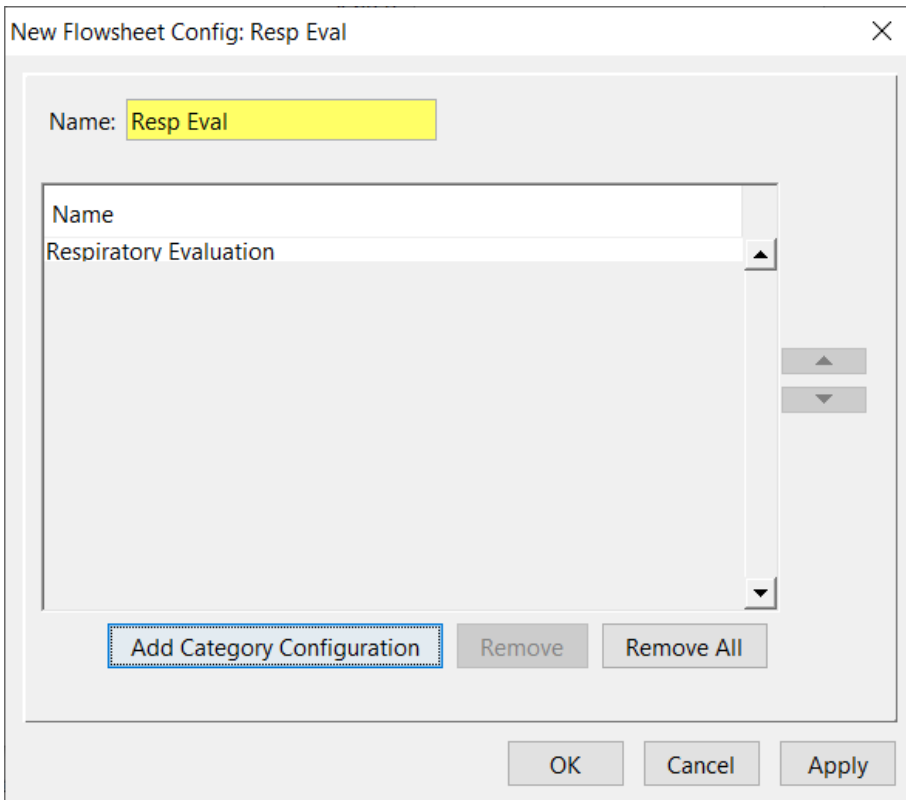 New Flowsheet Config: Resp Eval
Name: Resp Eval
Name
Respiratory Evaluation
Add Category Configuration Remove Remove All
OK Cancel Apply